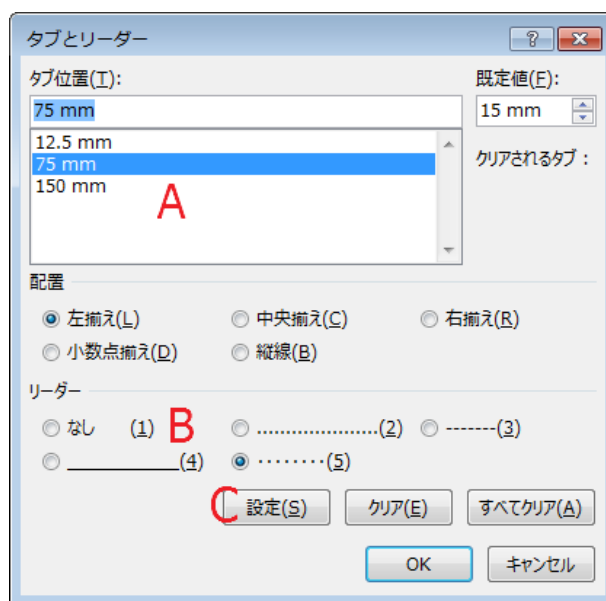 タブとリーダー
タブ位置(T): 既定値(F):
75 mm 15 mm
12.5 mm
75 mm クリアされるタブ :
150 mm
A
配置
左揃え(L) 中央揃え(C) 右揃え(R)
小数点揃え(D) 縦線(B)
リーダー
なし (1) B .....................(2) -------(3)
___________(4) ········(5)
C 設定(S) クリア(E) すべてクリア(A)
OK キャンセル